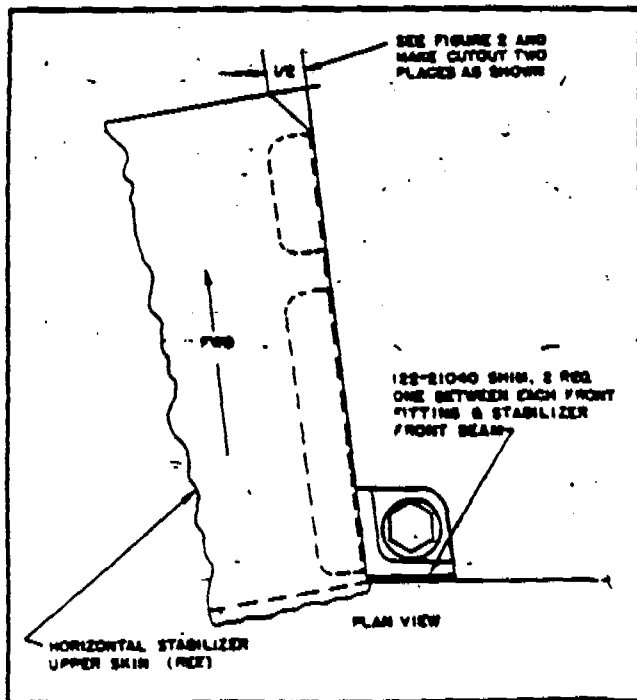 SEE FIGURE 2 AND
MAKE CUTOUT TWO
PLACES AS SHOWN
1/2
FWD
122-21040 SHIM, 2 REQ
ONE BETWEEN EACH FRONT
FITTING & STABILIZER
FRONT BEAM
PLAN VIEW
HORIZONTAL STABILIZER
UPPER SKIN (REF)